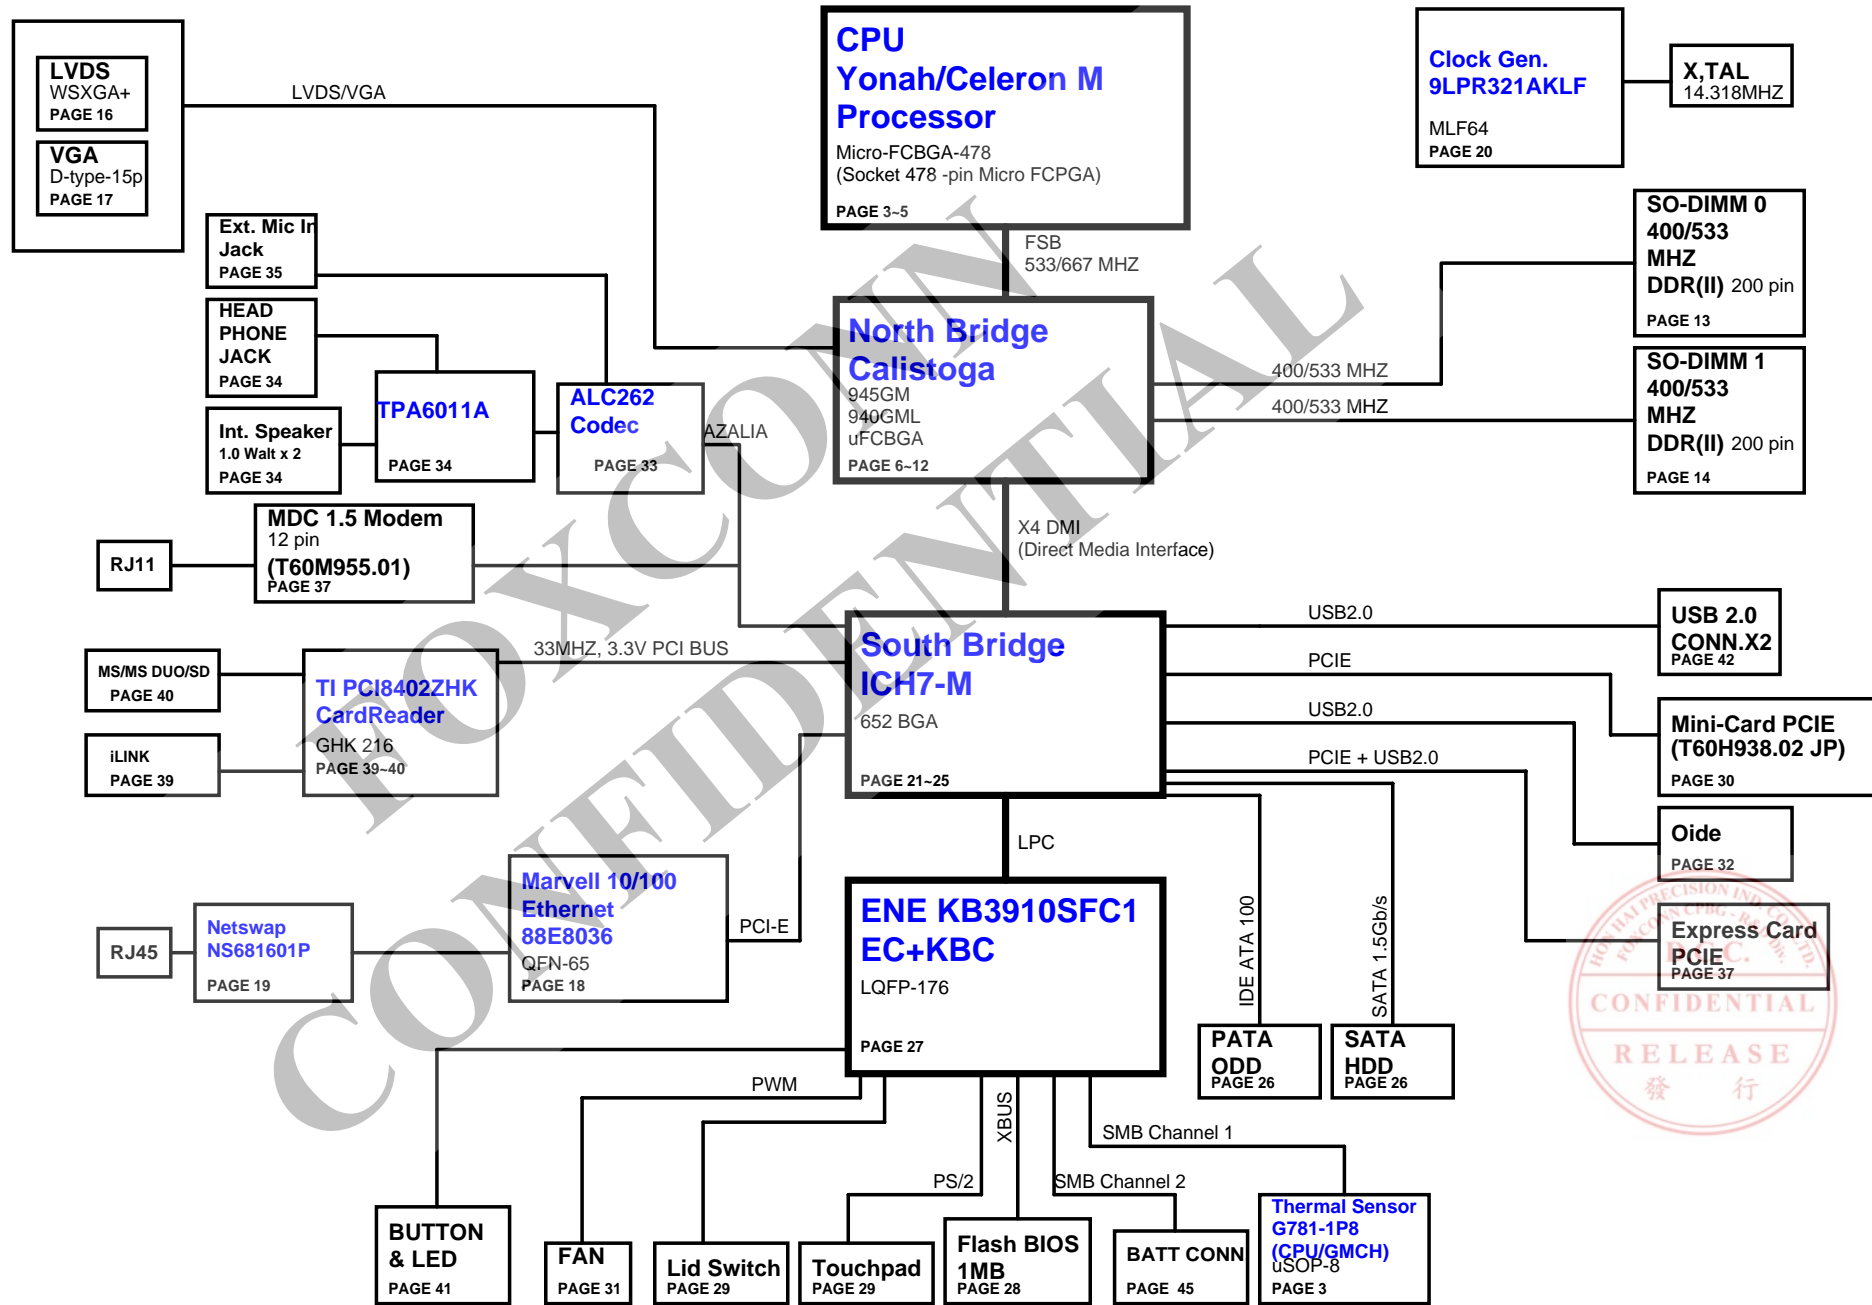 LVDS
WSXGA+
PAGE 16
VGA
D-type-15p
PAGE 17
LVDS/VGA
CPU
Yonah/Celeron M
Processor
Micro-FCBGA-478
(Socket 478 -pin Micro FCPGA)
PAGE 3~5
Clock Gen.
9LPR321AKLF
MLF64
PAGE 20
X,TAL
14.318MHZ
FSB
533/667 MHZ
Ext. Mic In
Jack
PAGE 35
HEAD
PHONE
JACK
PAGE 34
Int. Speaker
1.0 Walt x 2
PAGE 34
TPA6011A
PAGE 34
ALC262
Codec
PAGE 33
AZALIA
North Bridge
Calistoga
945GM
940GML
uFCBGA
PAGE 6~12
400/533 MHZ
400/533 MHZ
SO-DIMM 0
400/533
MHZ
DDR(II) 200 pin
PAGE 13
SO-DIMM 1
400/533
MHZ
DDR(II) 200 pin
PAGE 14
RJ11
MDC 1.5 Modem
12 pin
(T60M955.01)
PAGE 37
X4 DMI
(Direct Media Interface)
MS/MS DUO/SD
PAGE 40
iLINK
PAGE 39
TI PCI8402ZHK
CardReader
GHK 216
PAGE 39~40
33MHZ, 3.3V PCI BUS
South Bridge
ICH7-M
652 BGA
PAGE 21~25
USB2.0
PCIE
USB2.0
PCIE + USB2.0
USB 2.0
CONN.X2
PAGE 42
Mini-Card PCIE
(T60H938.02 JP)
PAGE 30
Oide
PAGE 32
Express Card
PCIE
PAGE 37
LPC
RJ45
Netswap
NS681601P
PAGE 19
Marvell 10/100
Ethernet
88E8036
QFN-65
PAGE 18
PCI-E
ENE KB3910SFC1
EC+KBC
LQFP-176
PAGE 27
IDE ATA 100
SATA 1.5Gb/s
PATA
ODD
PAGE 26
SATA
HDD
PAGE 26
PWM
PS/2
XBUS
SMB Channel 1
SMB Channel 2
BUTTON
& LED
PAGE 41
FAN
PAGE 31
Lid Switch
PAGE 29
Touchpad
PAGE 29
Flash BIOS
1MB
PAGE 28
BATT CONN
PAGE 45
Thermal Sensor
G781-1P8
(CPU/GMCH)
uSOP-8
PAGE 3
FOXCONN
CONFIDENTIAL
HON HAI PRECISION IND. CO., LTD.
FOXCONN CPBG - R&D DIV.
CONFIDENTIAL
RELEASE
發 行